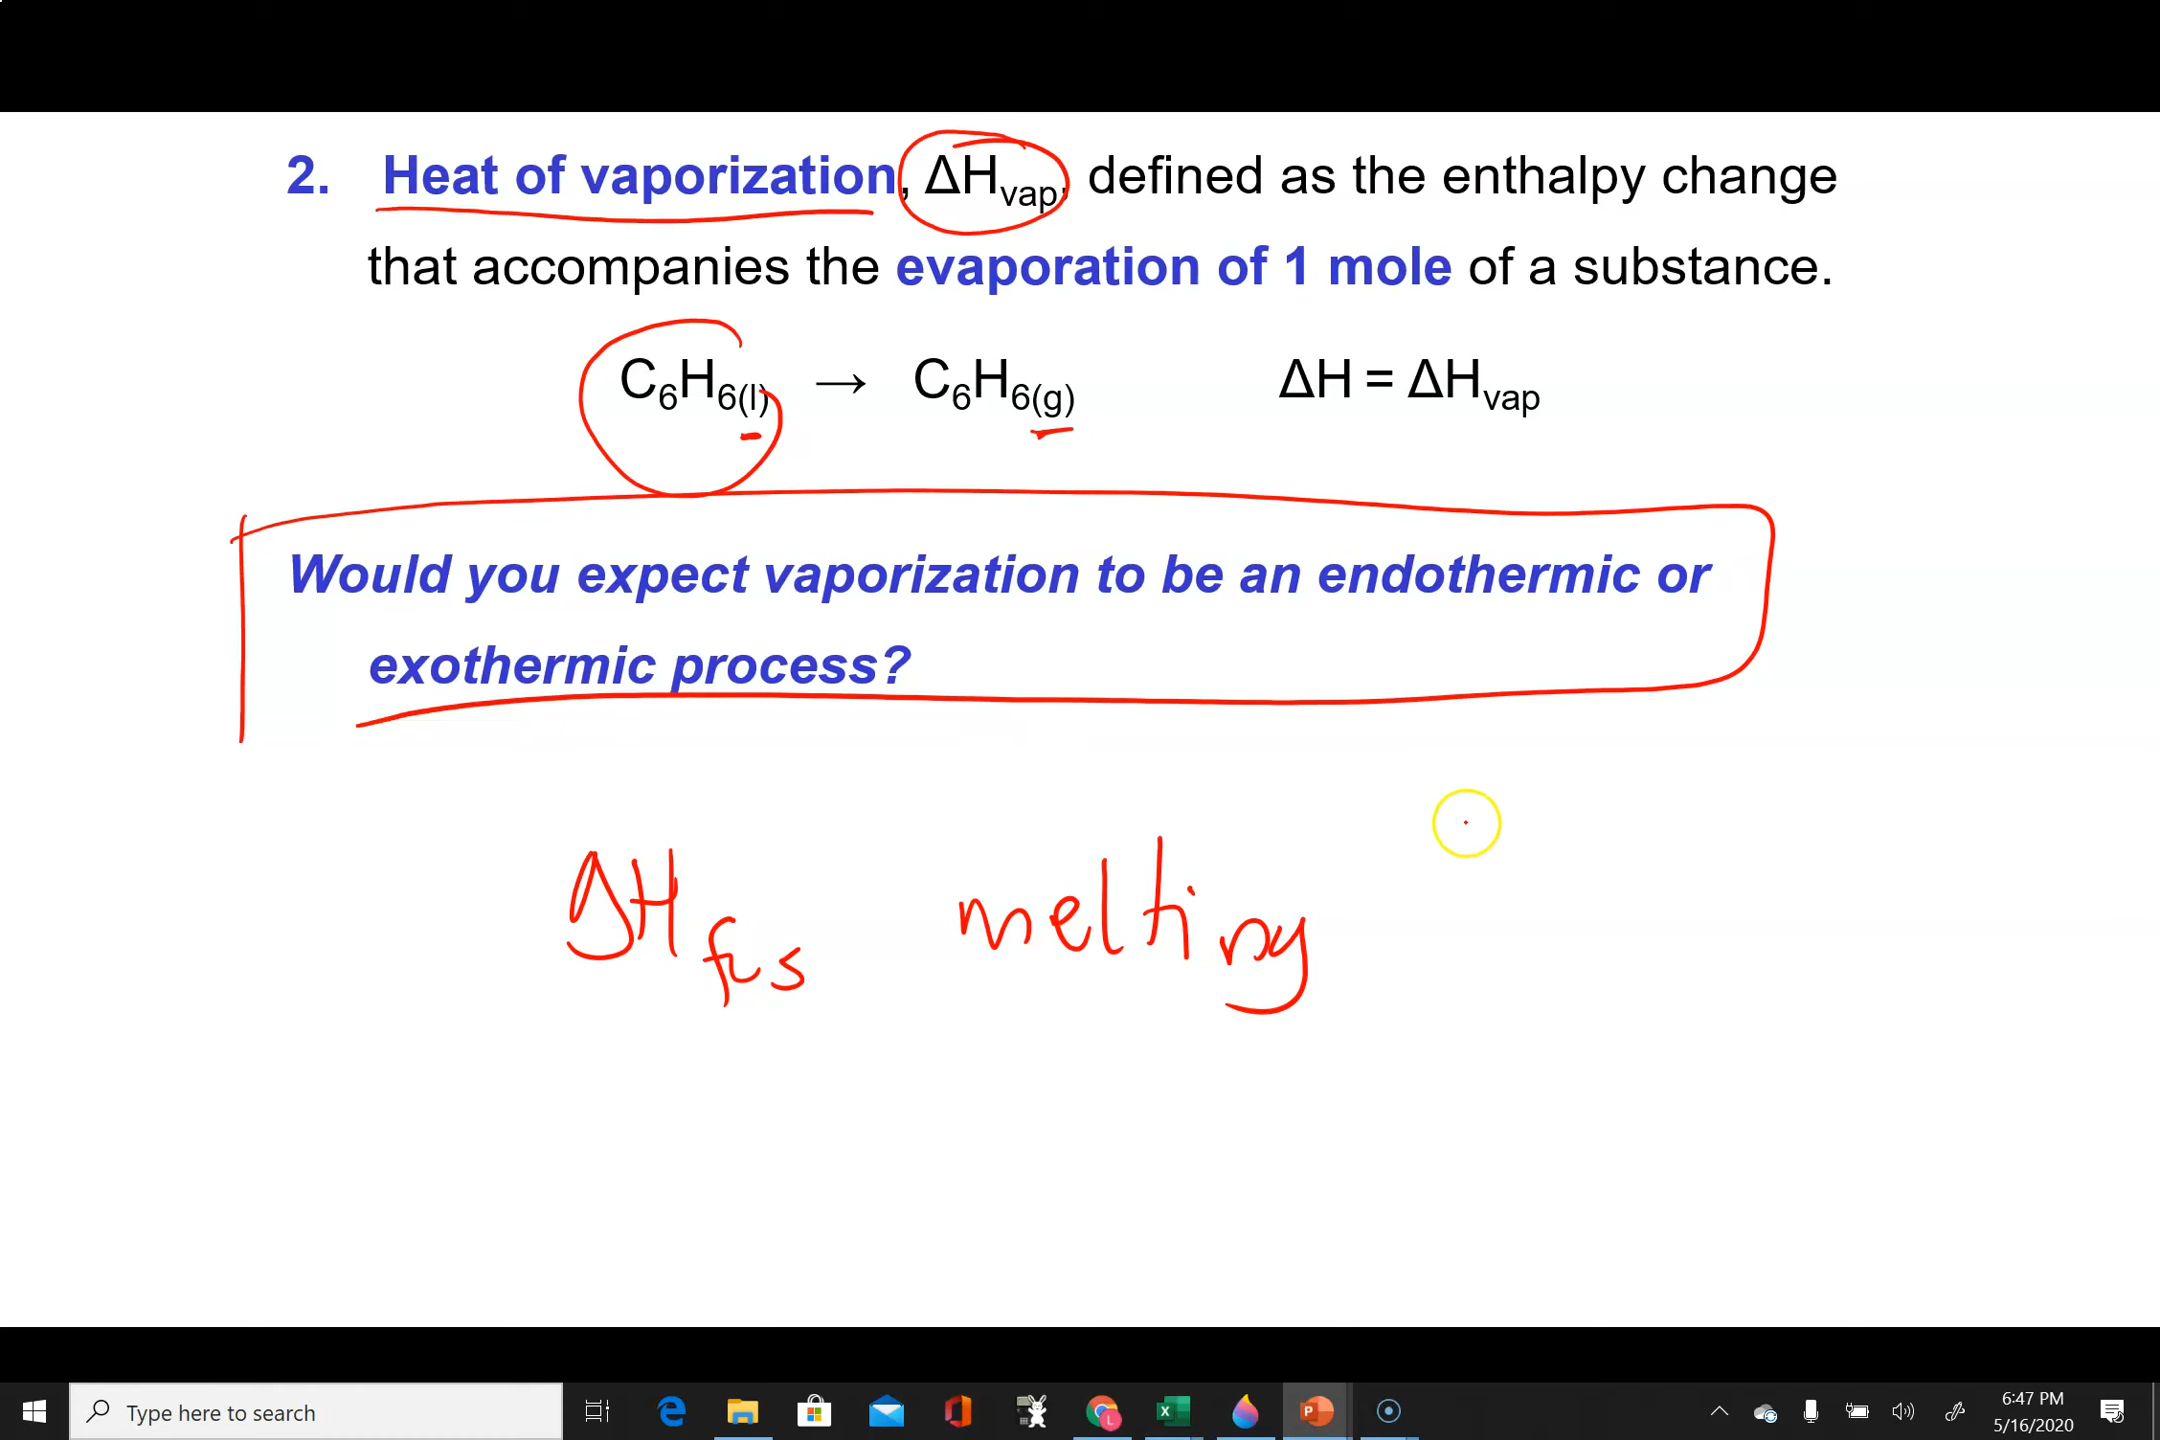 2. Heat of vaporization, ΔHvap, defined as the enthalpy change
that accompanies the evaporation of 1 mole of a substance.
C6H6(l) → C6H6(g) ΔH = ΔHvap
Would you expect vaporization to be an endothermic or
exothermic process?
ΔHfus melting
Type here to search
6:47 PM
5/16/2020